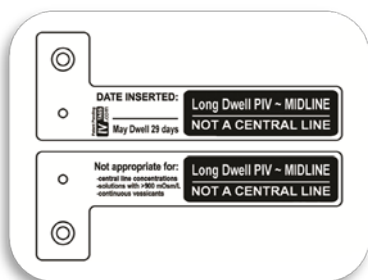 DATE INSERTED:
May Dwell 29 days
Long Dwell PIV ~ MIDLINE
NOT A CENTRAL LINE
Not appropriate for:
-central line concentrations
-solutions with >900 mOsm/L
-continuous vessicants
Long Dwell PIV ~ MIDLINE
NOT A CENTRAL LINE